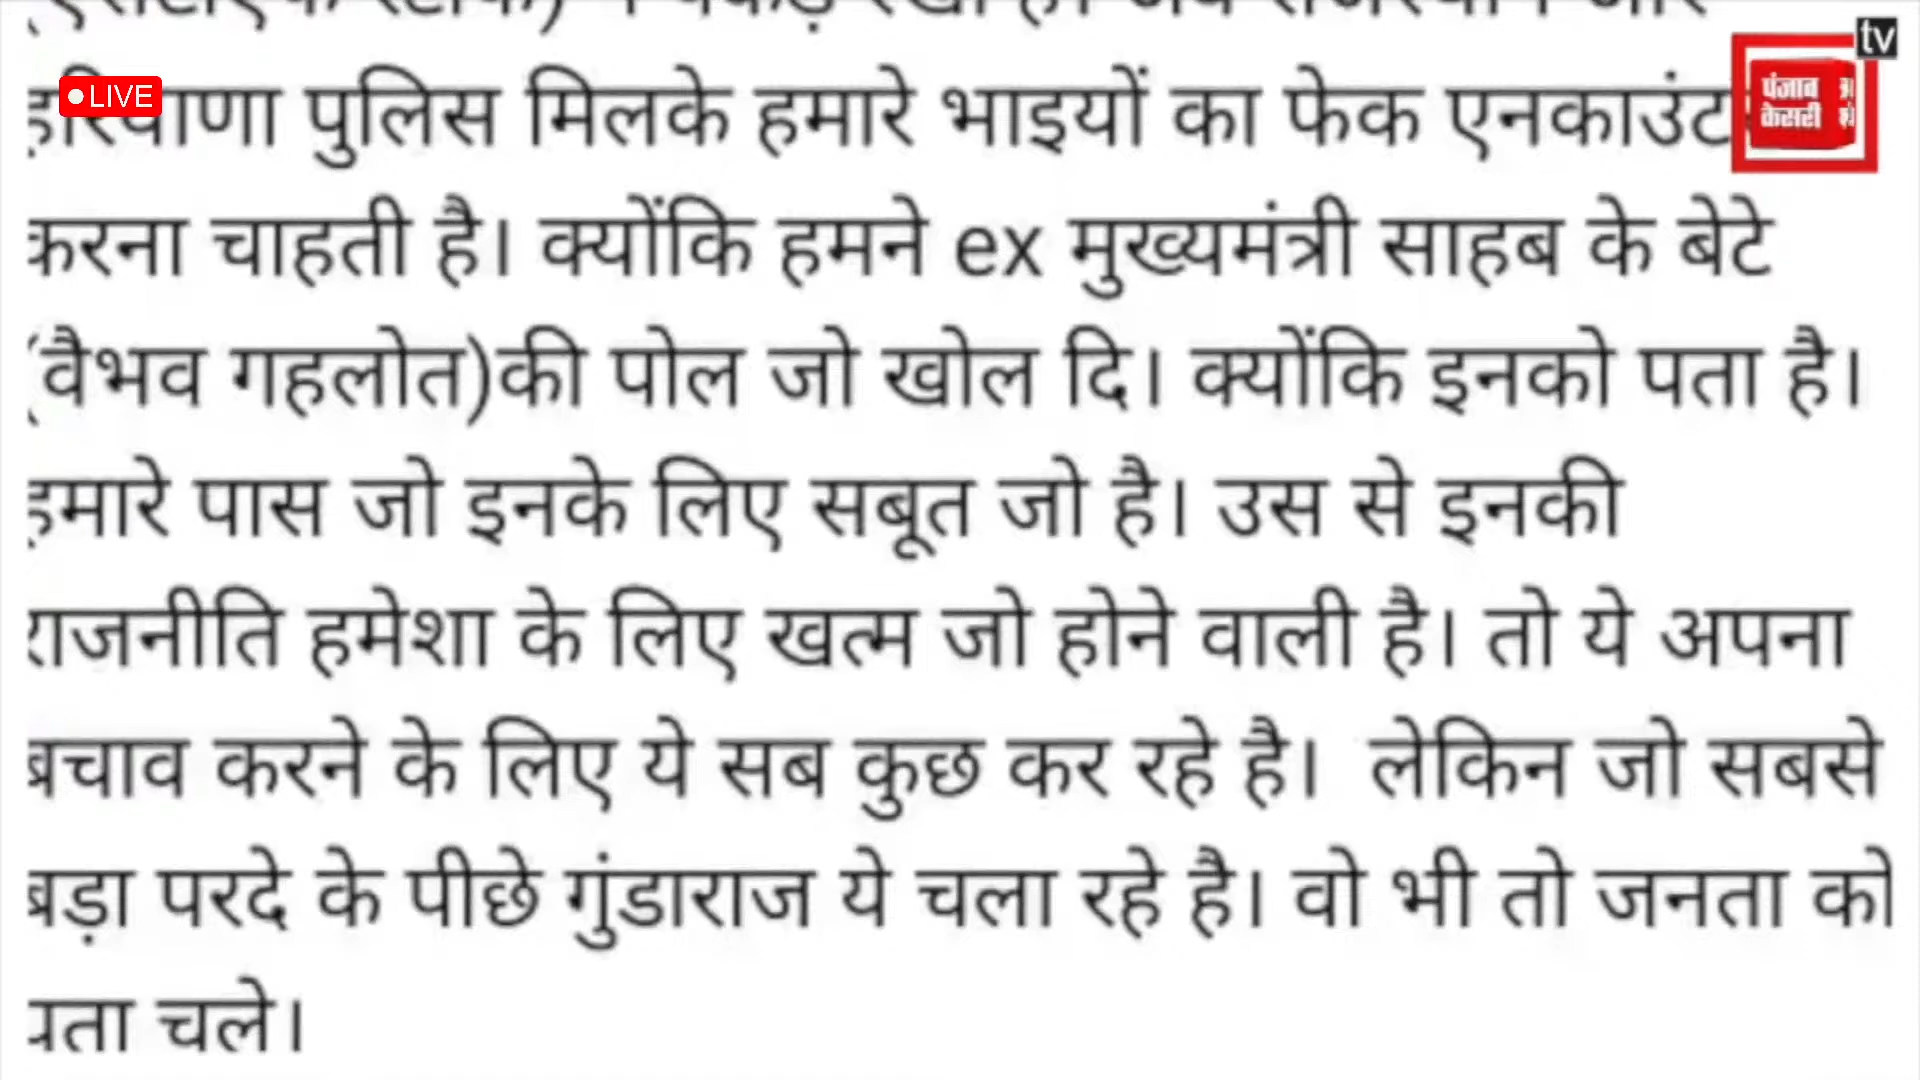 tv
LIVE
पंजाब
केसरी
हरियाणा पुलिस मिलके हमारे भाइयों का फेक एनकाउंट
करना चाहती है। क्योंकि हमने ex मुख्यमंत्री साहब के बेटे
(वैभव गहलोत)की पोल जो खोल दि। क्योंकि इनको पता है।
हमारे पास जो इनके लिए सबूत जो है। उस से इनकी
राजनीति हमेशा के लिए खत्म जो होने वाली है। तो ये अपना
बचाव करने के लिए ये सब कुछ कर रहे है। लेकिन जो सबसे
बड़ा परदे के पीछे गुंडाराज ये चला रहे है। वो भी तो जनता को
पता चले।